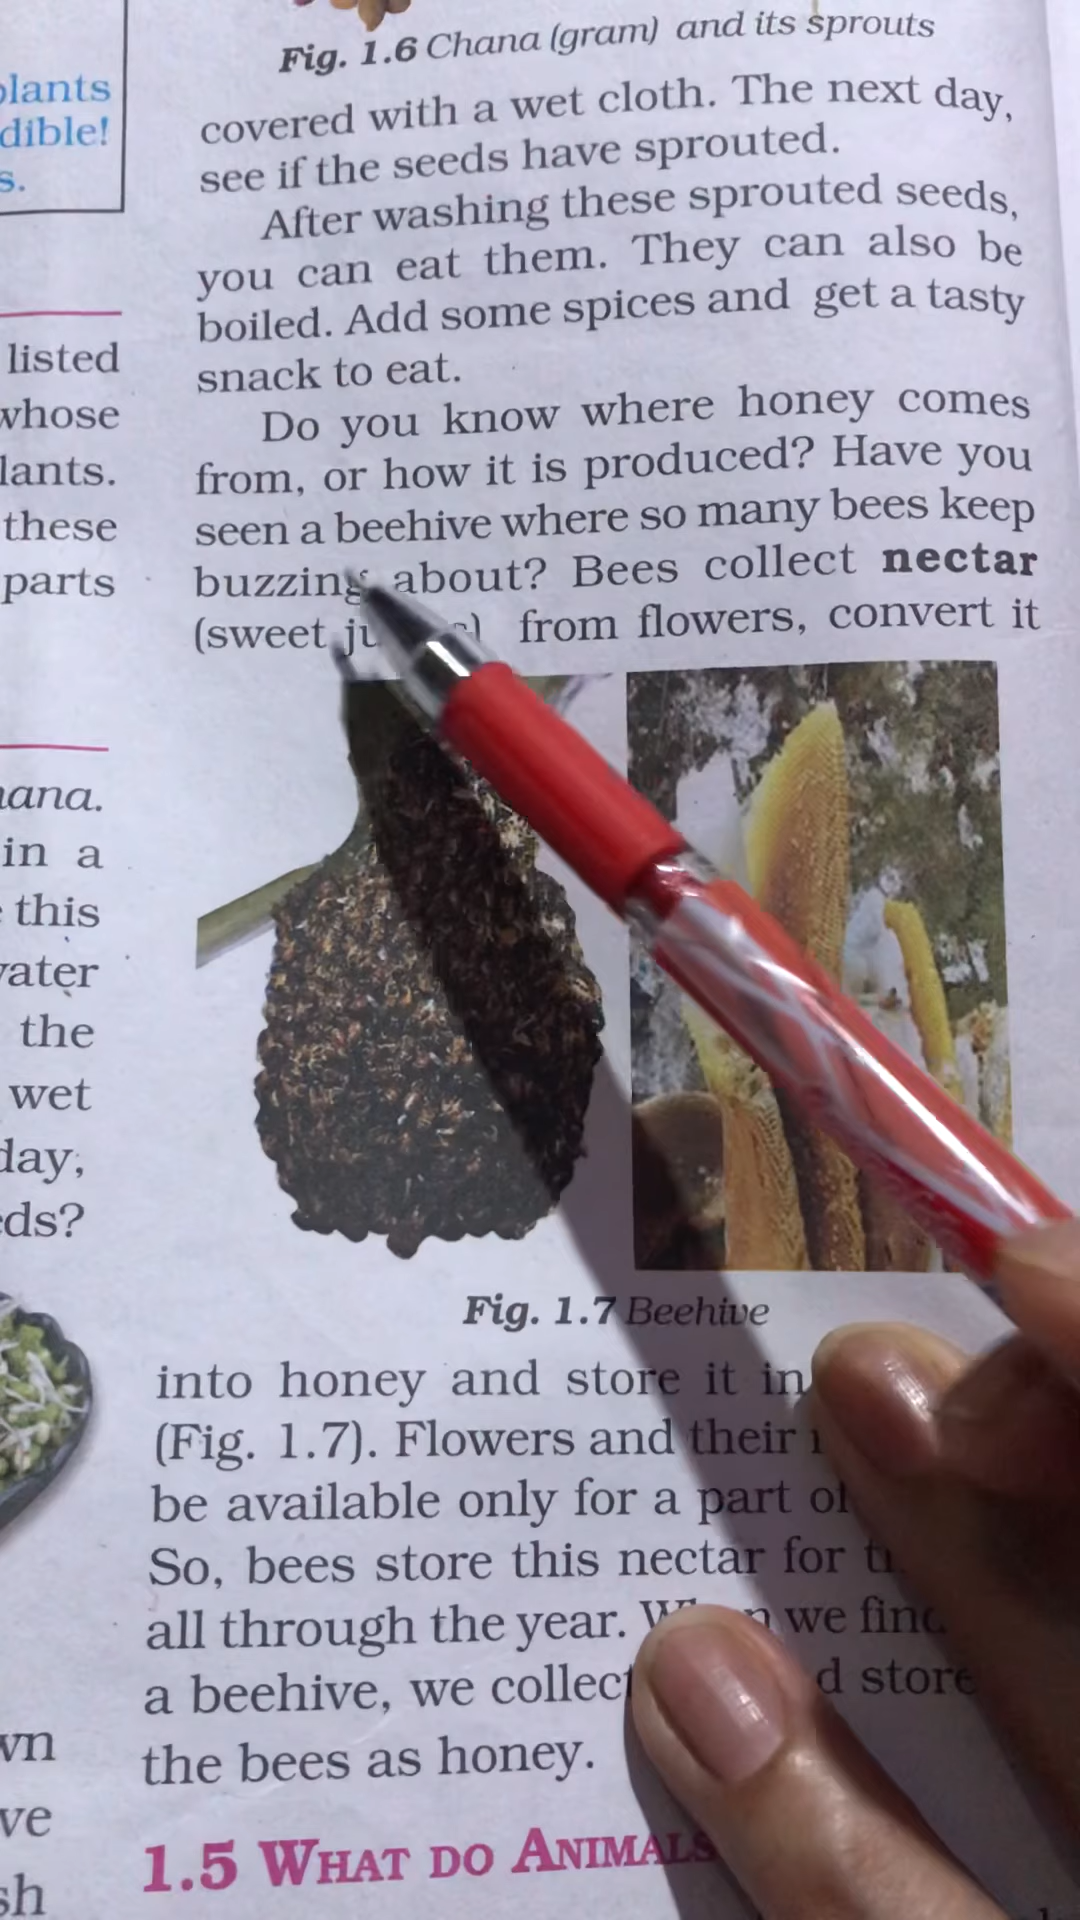 plants
dible!
s.
listed
whose
plants.
these
parts
hana.
in a
this
water
the
wet
day,
eds?
wn
ve
sh
Fig. 1.6 Chana (gram) and its sprouts
covered with a wet cloth. The next day,
see if the seeds have sprouted.
After washing these sprouted seeds,
you can eat them. They can also be
boiled. Add some spices and get a tasty
snack to eat.
Do you know where honey comes
from, or how it is produced? Have you
seen a beehive where so many bees keep
buzzing about? Bees collect nectar
(sweet from flowers, convert it
Fig. 1.7 Beehive
into honey and store it in
(Fig. 1.7). Flowers and their
be available only for a part of
So, bees store this nectar for
all through the year. we find
a beehive, we collect store
the bees as honey.
1.5 WHAT DO ANIMALS